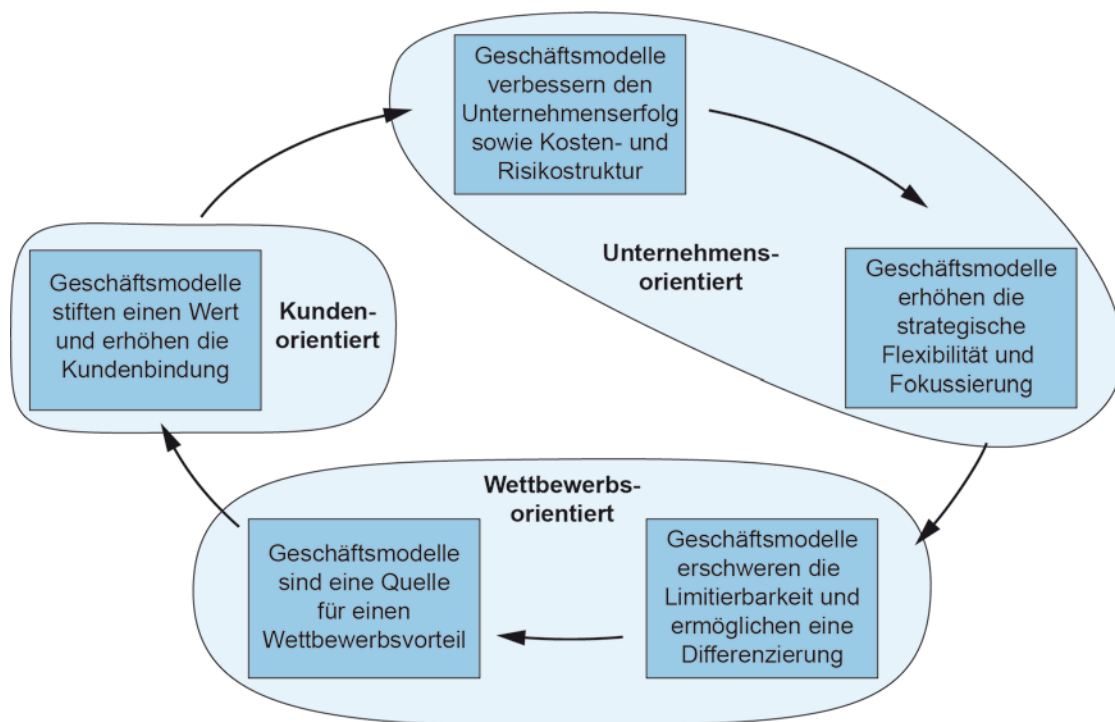 Geschäftsmodelle
verbessern den
Unternehmenserfolg
sowie Kosten- und
Risikostruktur
Unternehmens-
orientiert
Geschäftsmodelle
erhöhen die
strategische
Flexibilität und
Fokussierung
Geschäftsmodelle
stiften einen Wert
und erhöhen die
Kundenbindung
Kunden-
orientiert
Wettbewerbs-
orientiert
Geschäftsmodelle
sind eine Quelle
für einen
Wettbewerbsvorteil
Geschäftsmodelle
erschweren die
Limitierbarkeit und
ermöglichen eine
Differenzierung